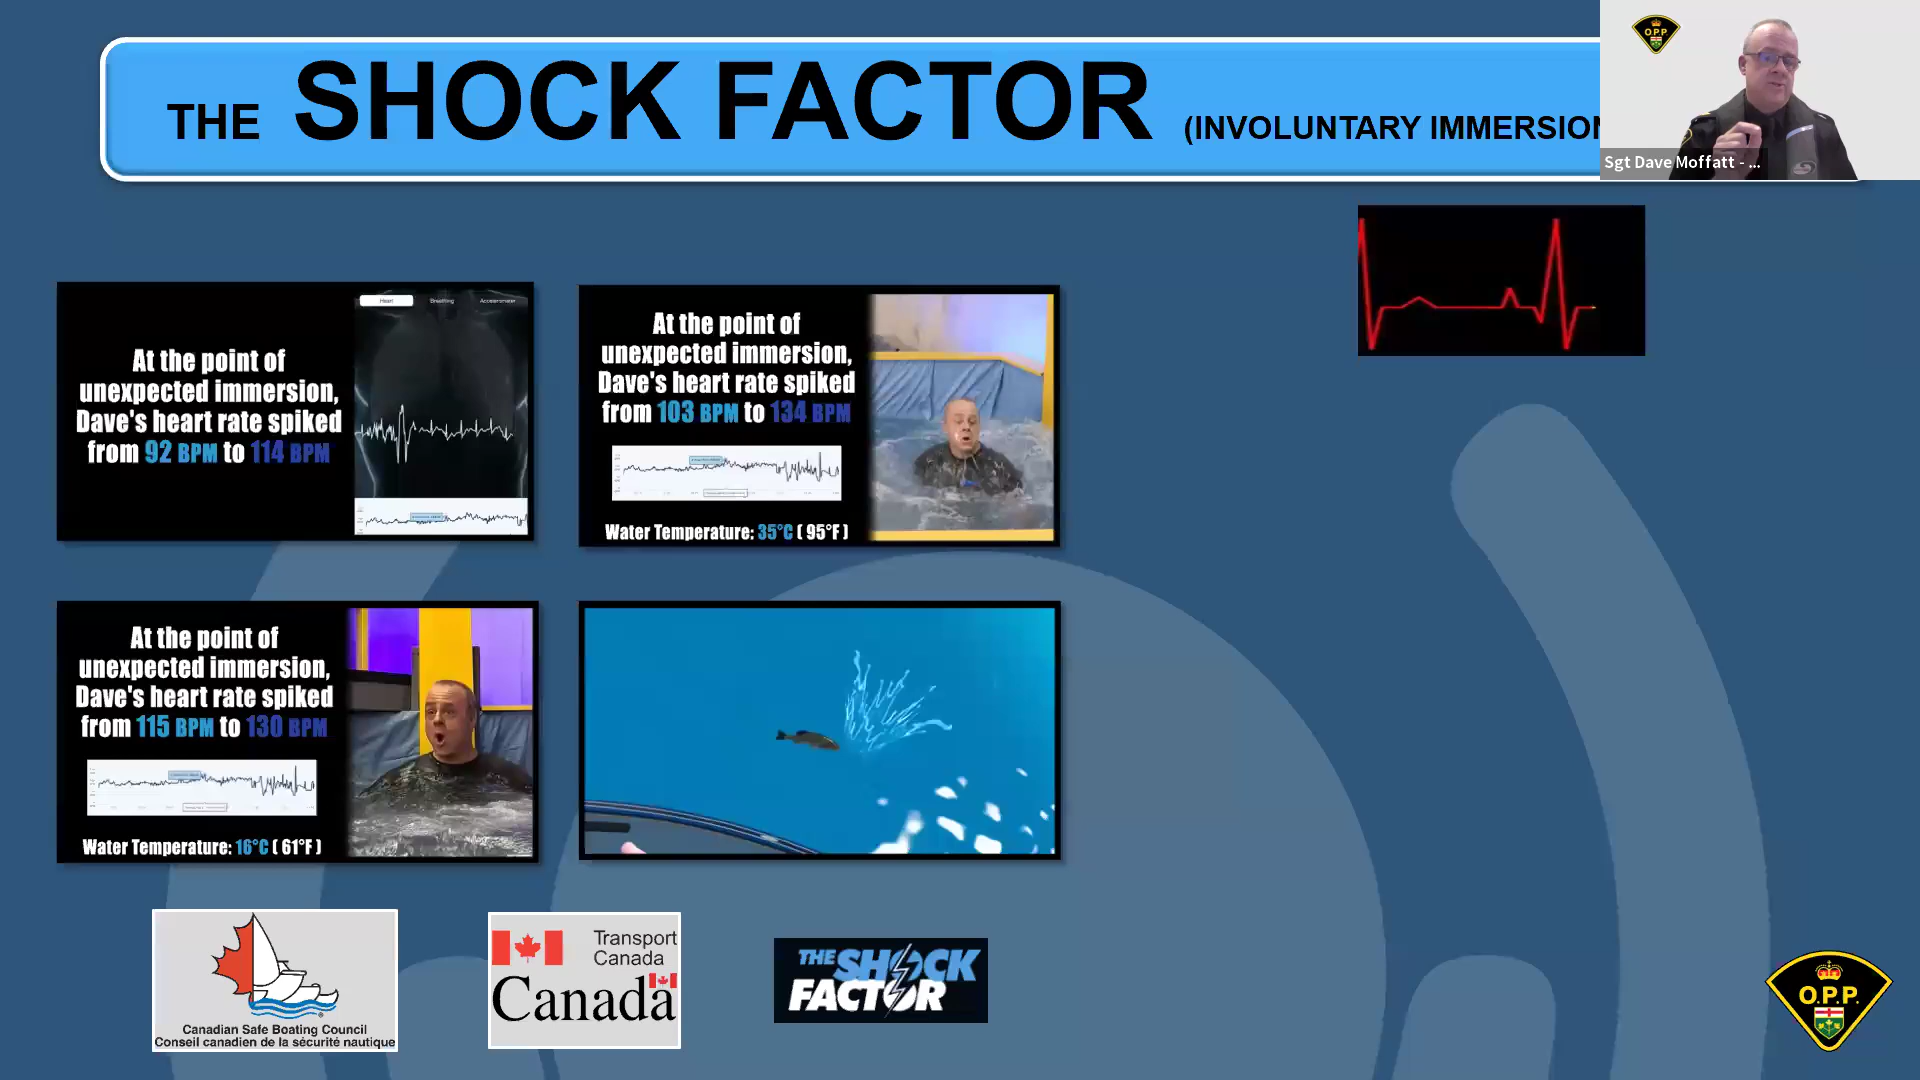 THE SHOCK FACTOR (INVOLUNTARY IMMERSION
O.P.P.
Sgt Dave Moffatt - ...
Heart Breathing Accelerometer
At the point of
unexpected immersion,
Dave's heart rate spiked
from 92 BPM to 114 BPM
At the point of
unexpected immersion,
Dave's heart rate spiked
from 103 BPM to 134 BPM
Water Temperature: 35°C ( 95°F )
At the point of
unexpected immersion,
Dave's heart rate spiked
from 115 BPM to 130 BPM
Water Temperature: 16°C ( 61°F )
Canadian Safe Boating Council
Conseil canadien de la sécurité nautique
Transport
Canada
Canada
THE SHOCK
FACTOR
O.P.P.